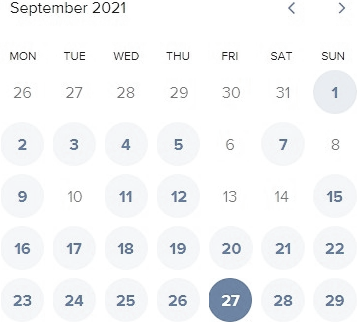 September 2021
MON TUE WED THU FRI SAT SUN
26 27 28 29 30 31 1
2 3 4 5 6 7 8
9 10 11 12 13 14 15
16 17 18 19 20 21 22
23 24 25 26 27 28 29